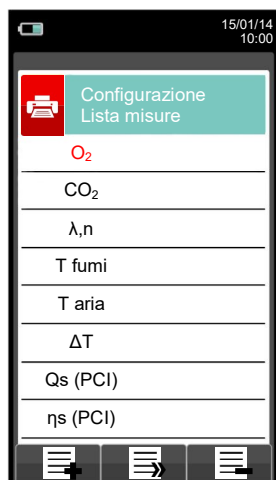 15/01/14
10:00
Configurazione
Lista misure
O₂
CO₂
λ,n
T fumi
T aria
ΔT
Qs (PCI)
ηs (PCI)